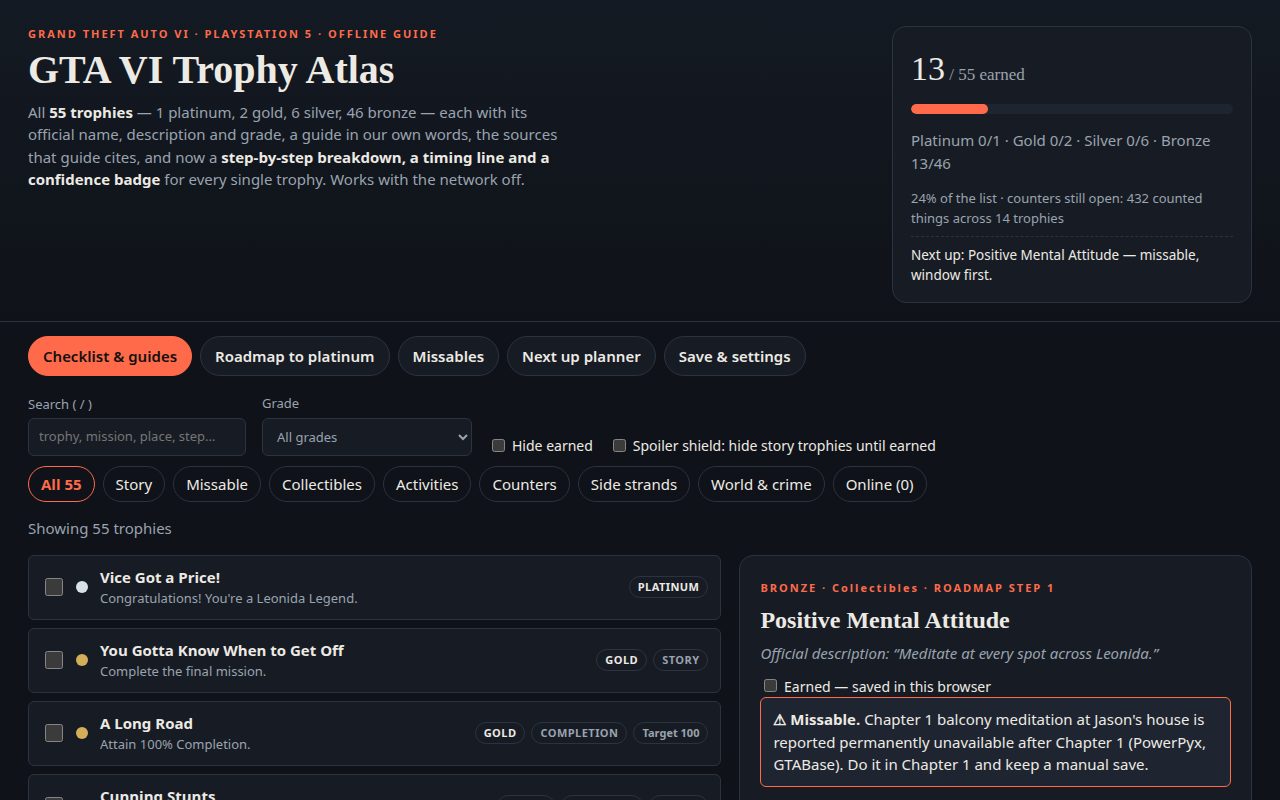 GRAND THEFT AUTO VI · PLAYSTATION 5 · OFFLINE GUIDE
GTA VI Trophy Atlas
All 55 trophies — 1 platinum, 2 gold, 6 silver, 46 bronze — each with its
official name, description and grade, a guide in our own words, the sources
that guide cites, and now a step-by-step breakdown, a timing line and a
confidence badge for every single trophy. Works with the network off.
13 / 55 earned
Platinum 0/1 · Gold 0/2 · Silver 0/6 · Bronze
13/46
24% of the list · counters still open: 432 counted
things across 14 trophies
Next up: Positive Mental Attitude — missable,
window first.
Checklist & guides
Roadmap to platinum
Missables
Next up planner
Save & settings
Search ( / )
trophy, mission, place, step...
Grade
All grades
Hide earned
Spoiler shield: hide story trophies until earned
All 55
Story
Missable
Collectibles
Activities
Counters
Side strands
World & crime
Online (0)
Showing 55 trophies
Vice Got a Price!
Congratulations! You're a Leonida Legend.
PLATINUM
You Gotta Know When to Get Off
Complete the final mission.
GOLD
STORY
A Long Road
Attain 100% Completion.
GOLD
COMPLETION
Target 100
Cunning Stunts
BRONZE · Collectibles · ROADMAP STEP 1
Positive Mental Attitude
Official description: “Meditate at every spot across Leonida.”
Earned — saved in this browser
⚠ Missable. Chapter 1 balcony meditation at Jason's house is
reported permanently unavailable after Chapter 1 (PowerPyx,
GTABase). Do it in Chapter 1 and keep a manual save.